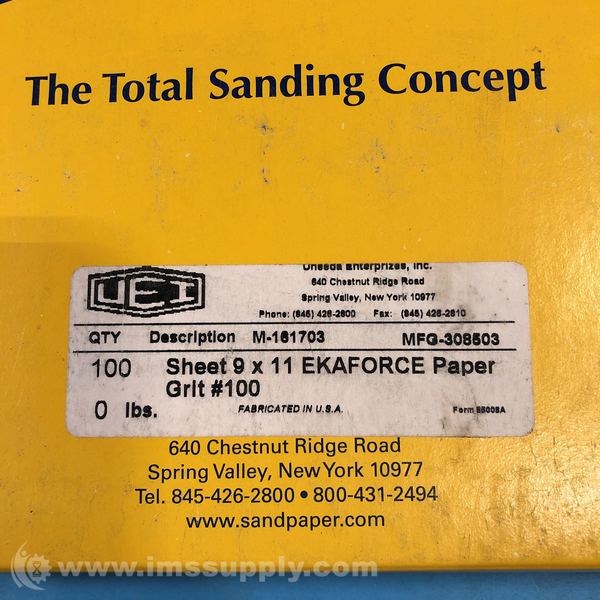 The Total Sanding Concept
UEI
Uneeda Enterprizes, Inc.
640 Chestnut Ridge Road
Spring Valley, New York 10977
Phone: (845) 426-2800 Fax: (845) 426-2810
QTY Description M-161703 MFG-308503
100 Sheet 9 x 11 EKAFORCE Paper
Grit #100
0 lbs. FABRICATED IN U.S.A. Form
640 Chestnut Ridge Road
Spring Valley, New York 10977
Tel. 845-426-2800 • 800-431-2494
www.sandpaper.com
www.imssupply.com